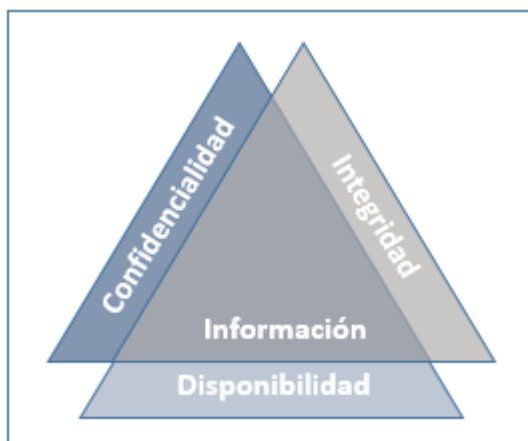 Confidencialidad
Integridad
Información
Disponibilidad